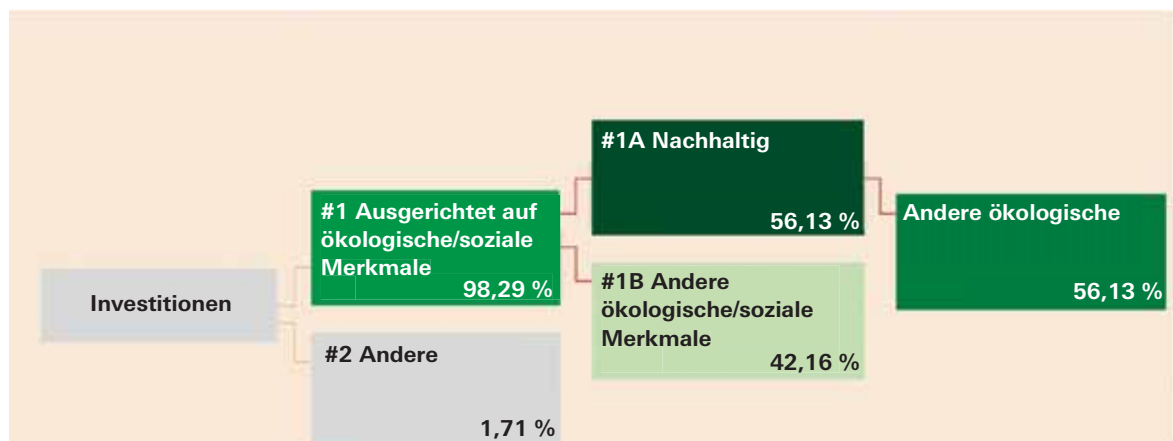 Investitionen
#1 Ausgerichtet auf
ökologische/soziale
Merkmale
98,29 %
#2 Andere
1,71 %
#1A Nachhaltig
56,13 %
#1B Andere
ökologische/soziale
Merkmale
42,16 %
Andere ökologische
56,13 %